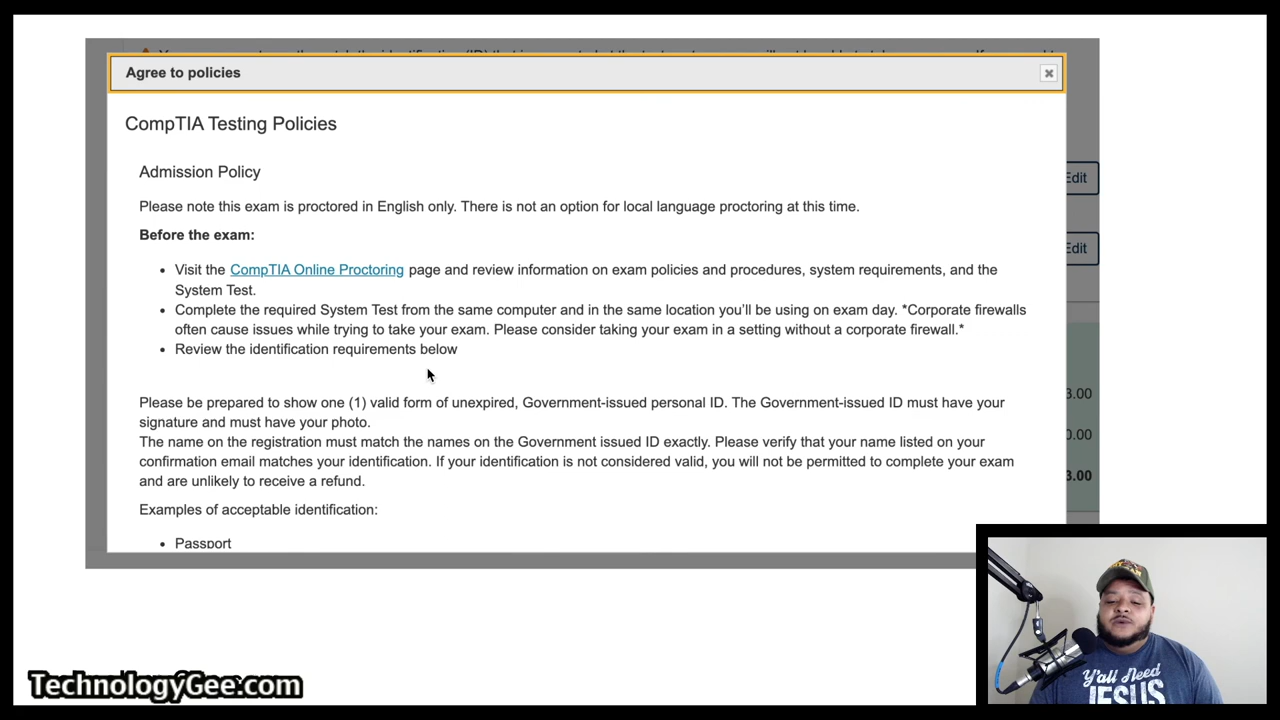 Agree to policies
CompTIA Testing Policies
Admission Policy
Please note this exam is proctored in English only. There is not an option for local language proctoring at this time.
Before the exam:
Visit the CompTIA Online Proctoring page and review information on exam policies and procedures, system requirements, and the
System Test.
Complete the required System Test from the same computer and in the same location you’ll be using on exam day. *Corporate firewalls
often cause issues while trying to take your exam. Please consider taking your exam in a setting without a corporate firewall.*
Review the identification requirements below
Please be prepared to show one (1) valid form of unexpired, Government-issued personal ID. The Government-issued ID must have your
signature and must have your photo.
The name on the registration must match the names on the Government issued ID exactly. Please verify that your name listed on your
confirmation email matches your identification. If your identification is not considered valid, you will not be permitted to complete your exam
and are unlikely to receive a refund.
Examples of acceptable identification:
Passport
Edit
Edit
3.00
0.00
3.00
TechnologyGee.com
Y'all Need
JESUS